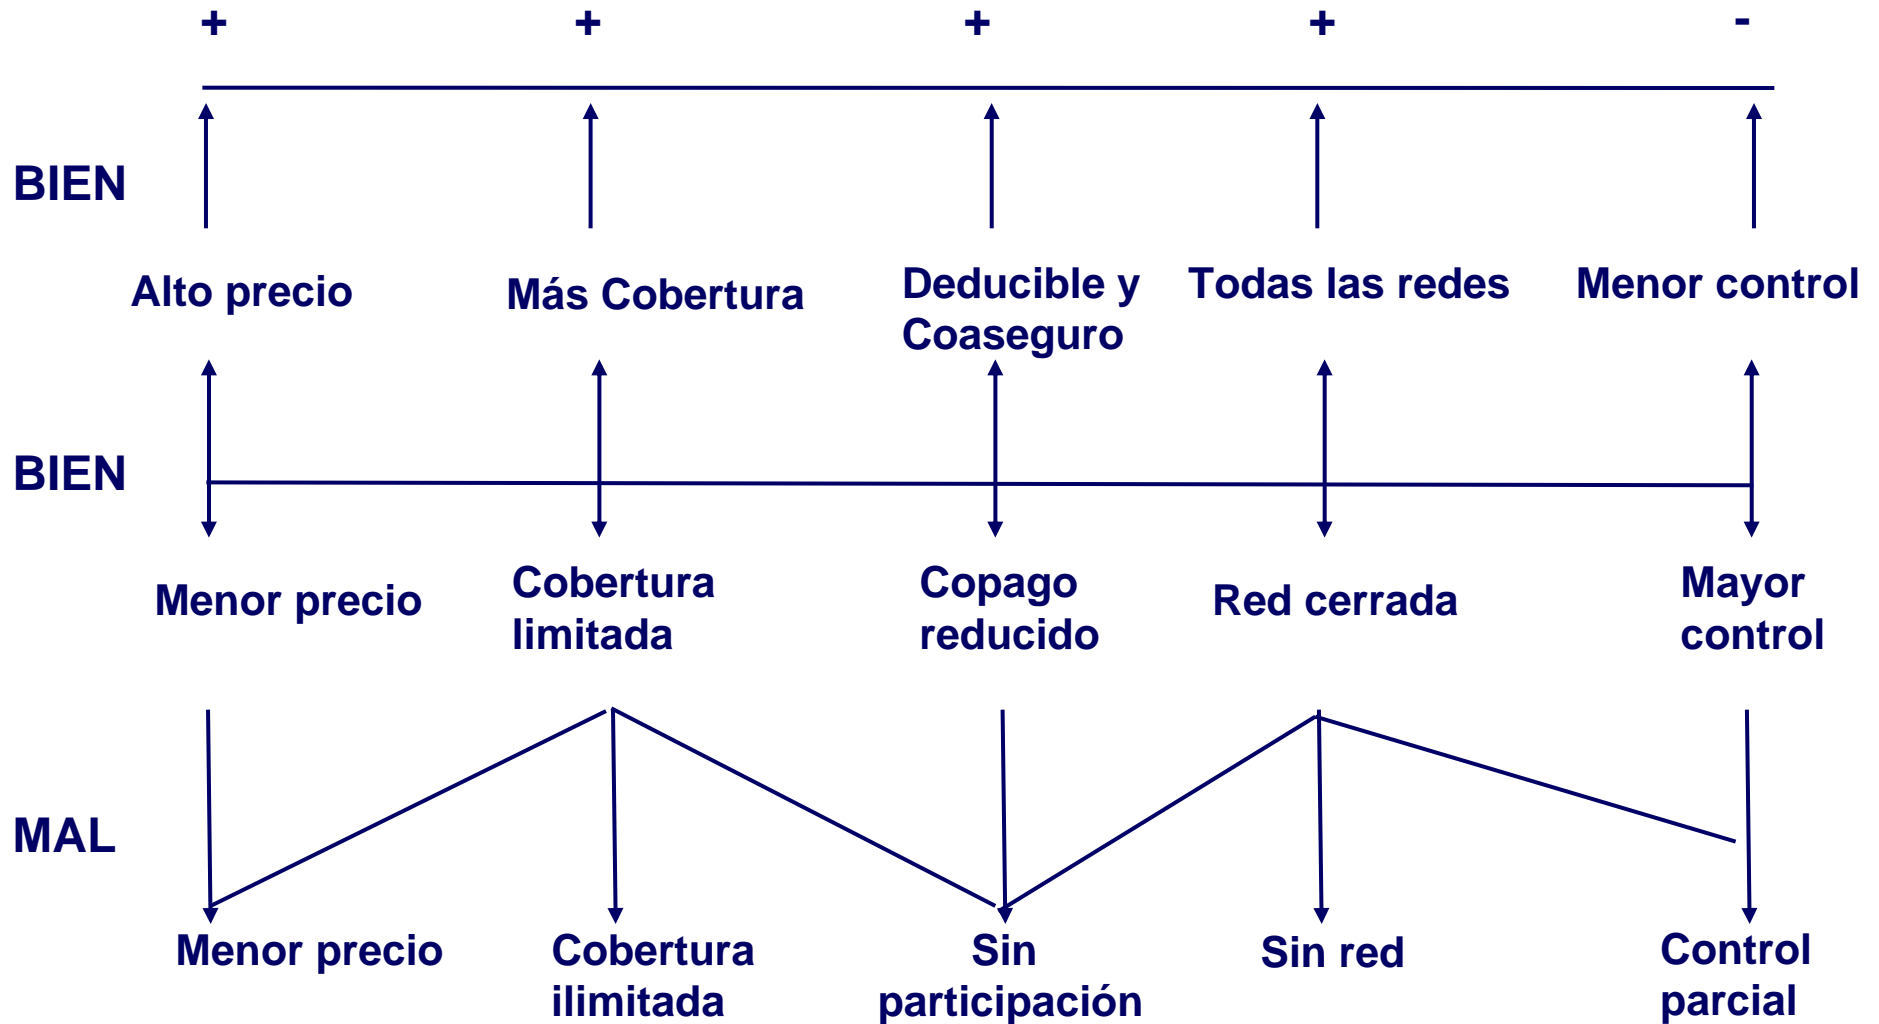 + + + + -
BIEN
Alto precio
Más Cobertura
Deducible y
Coaseguro
Todas las redes
Menor control
BIEN
Menor precio
Cobertura
limitada
Copago
reducido
Red cerrada
Mayor
control
MAL
Menor precio
Cobertura
ilimitada
Sin
participación
Sin red
Control
parcial